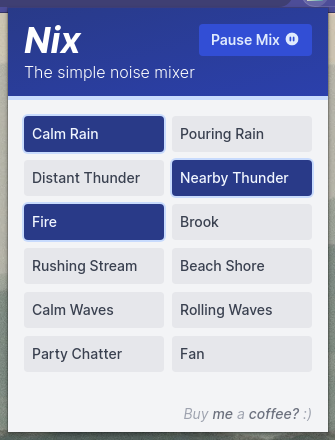 Nix
Pause Mix
The simple noise mixer
Calm Rain
Pouring Rain
Distant Thunder
Nearby Thunder
Fire
Brook
Rushing Stream
Beach Shore
Calm Waves
Rolling Waves
Party Chatter
Fan
Buy me a coffee? :)